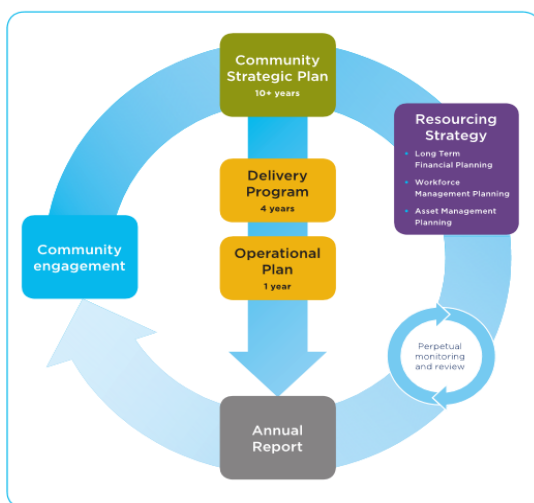 Community
Strategic Plan
10+ years
Resourcing
Strategy
• Long Term
Financial Planning
• Workforce
Management Planning
• Asset Management
Planning
Delivery
Program
4 years
Community
engagement
Operational
Plan
1 year
Perpetual
monitoring
and review
Annual
Report